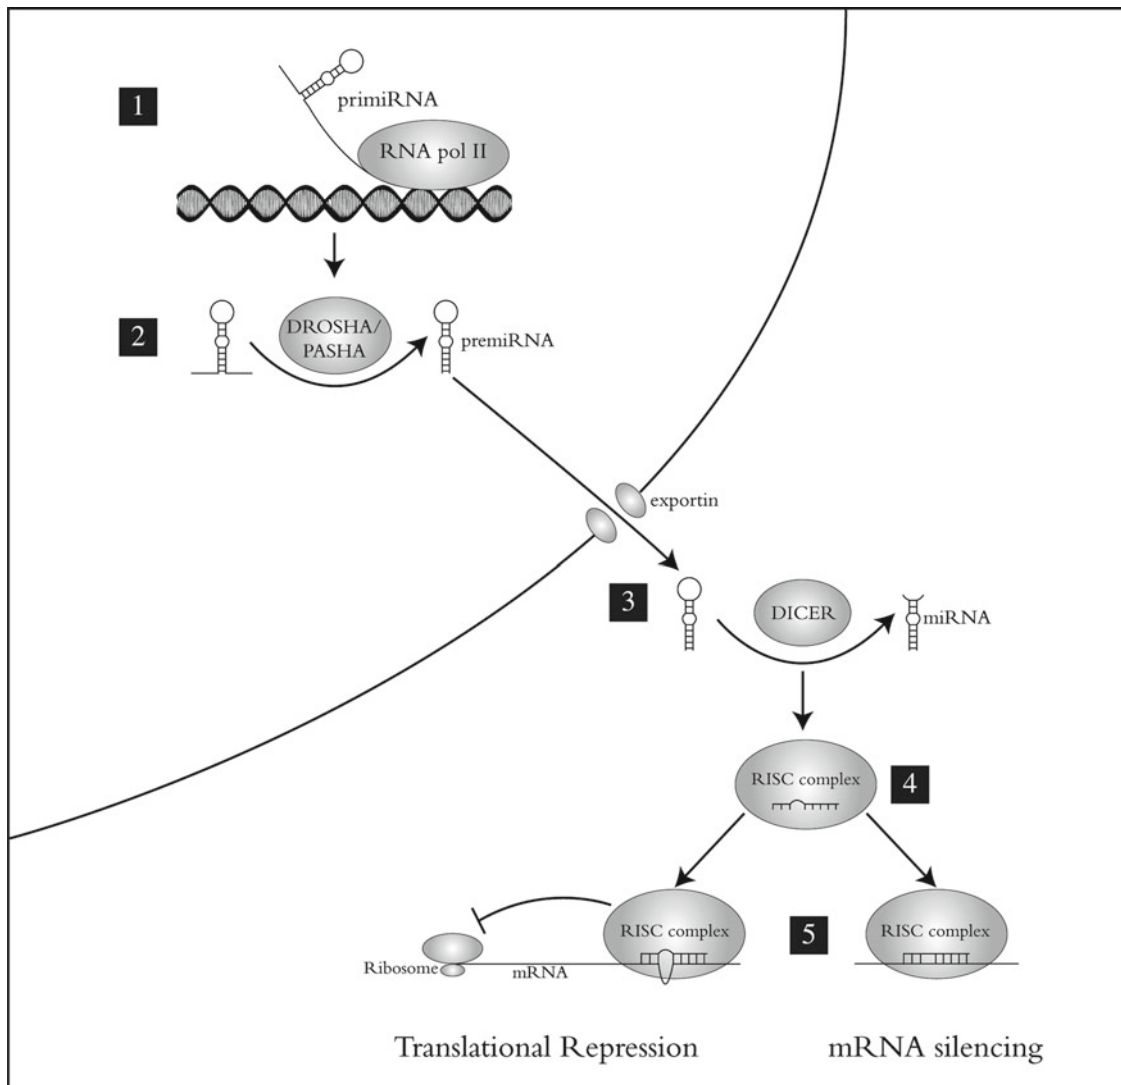 1
primiRNA
RNA pol II
2
DROSHA/
PASHA
premiRNA
exportin
3
DICER
miRNA
RISC complex
4
RISC complex
5
RISC complex
Ribosome
mRNA
Translational Repression
mRNA silencing